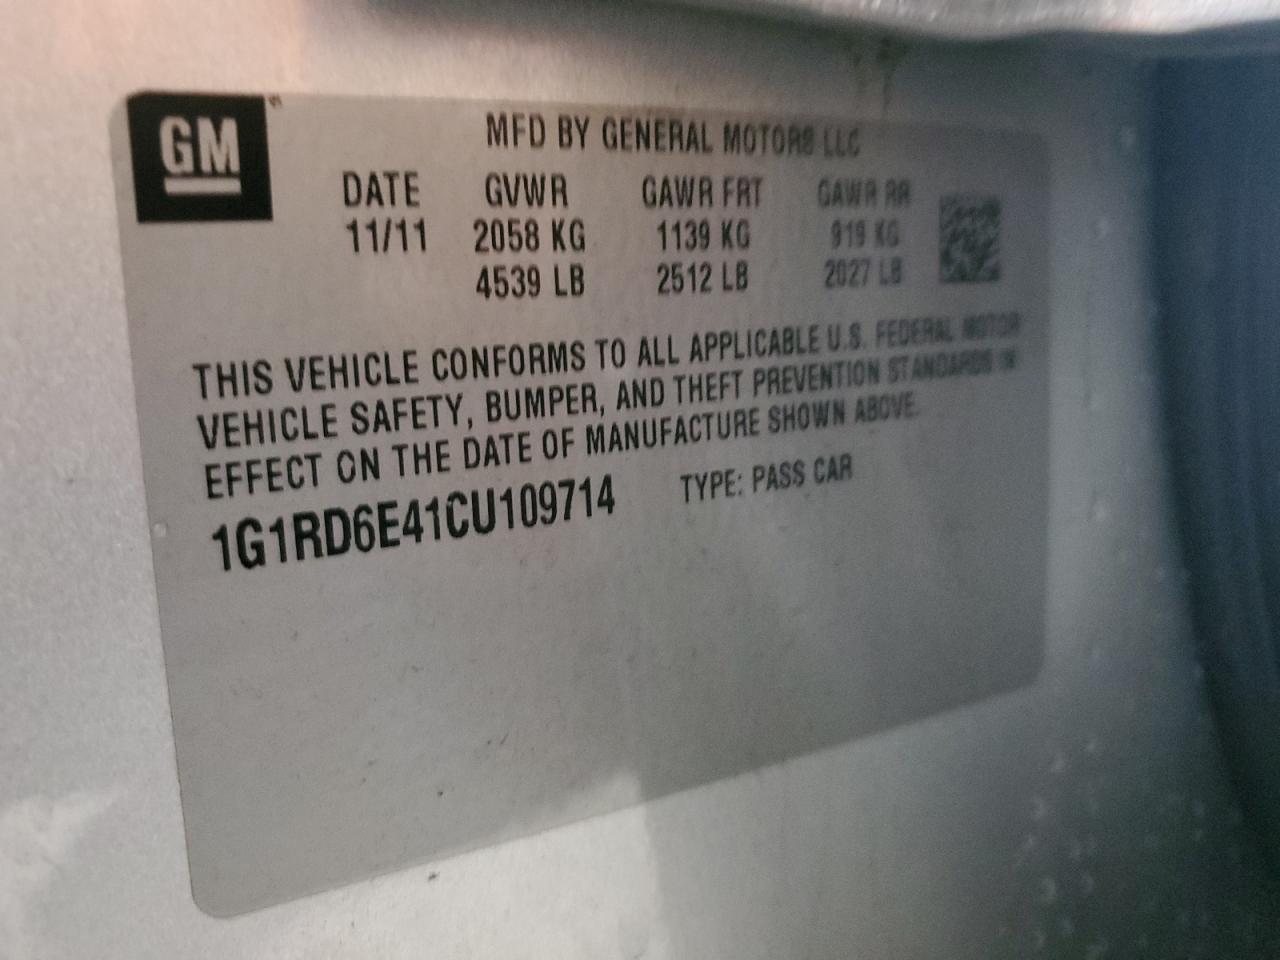 GM
MFD BY GENERAL MOTORS LLC
DATE GVWR GAWR FRT GAWR RR
11/11 2058 KG 1139 KG 919 KG
4539 LB 2512 LB 2027 LB
THIS VEHICLE CONFORMS TO ALL APPLICABLE U.S. FEDERAL MOTOR
VEHICLE SAFETY, BUMPER, AND THEFT PREVENTION STANDARDS IN
EFFECT ON THE DATE OF MANUFACTURE SHOWN ABOVE.
1G1RD6E41CU109714 TYPE: PASS CAR